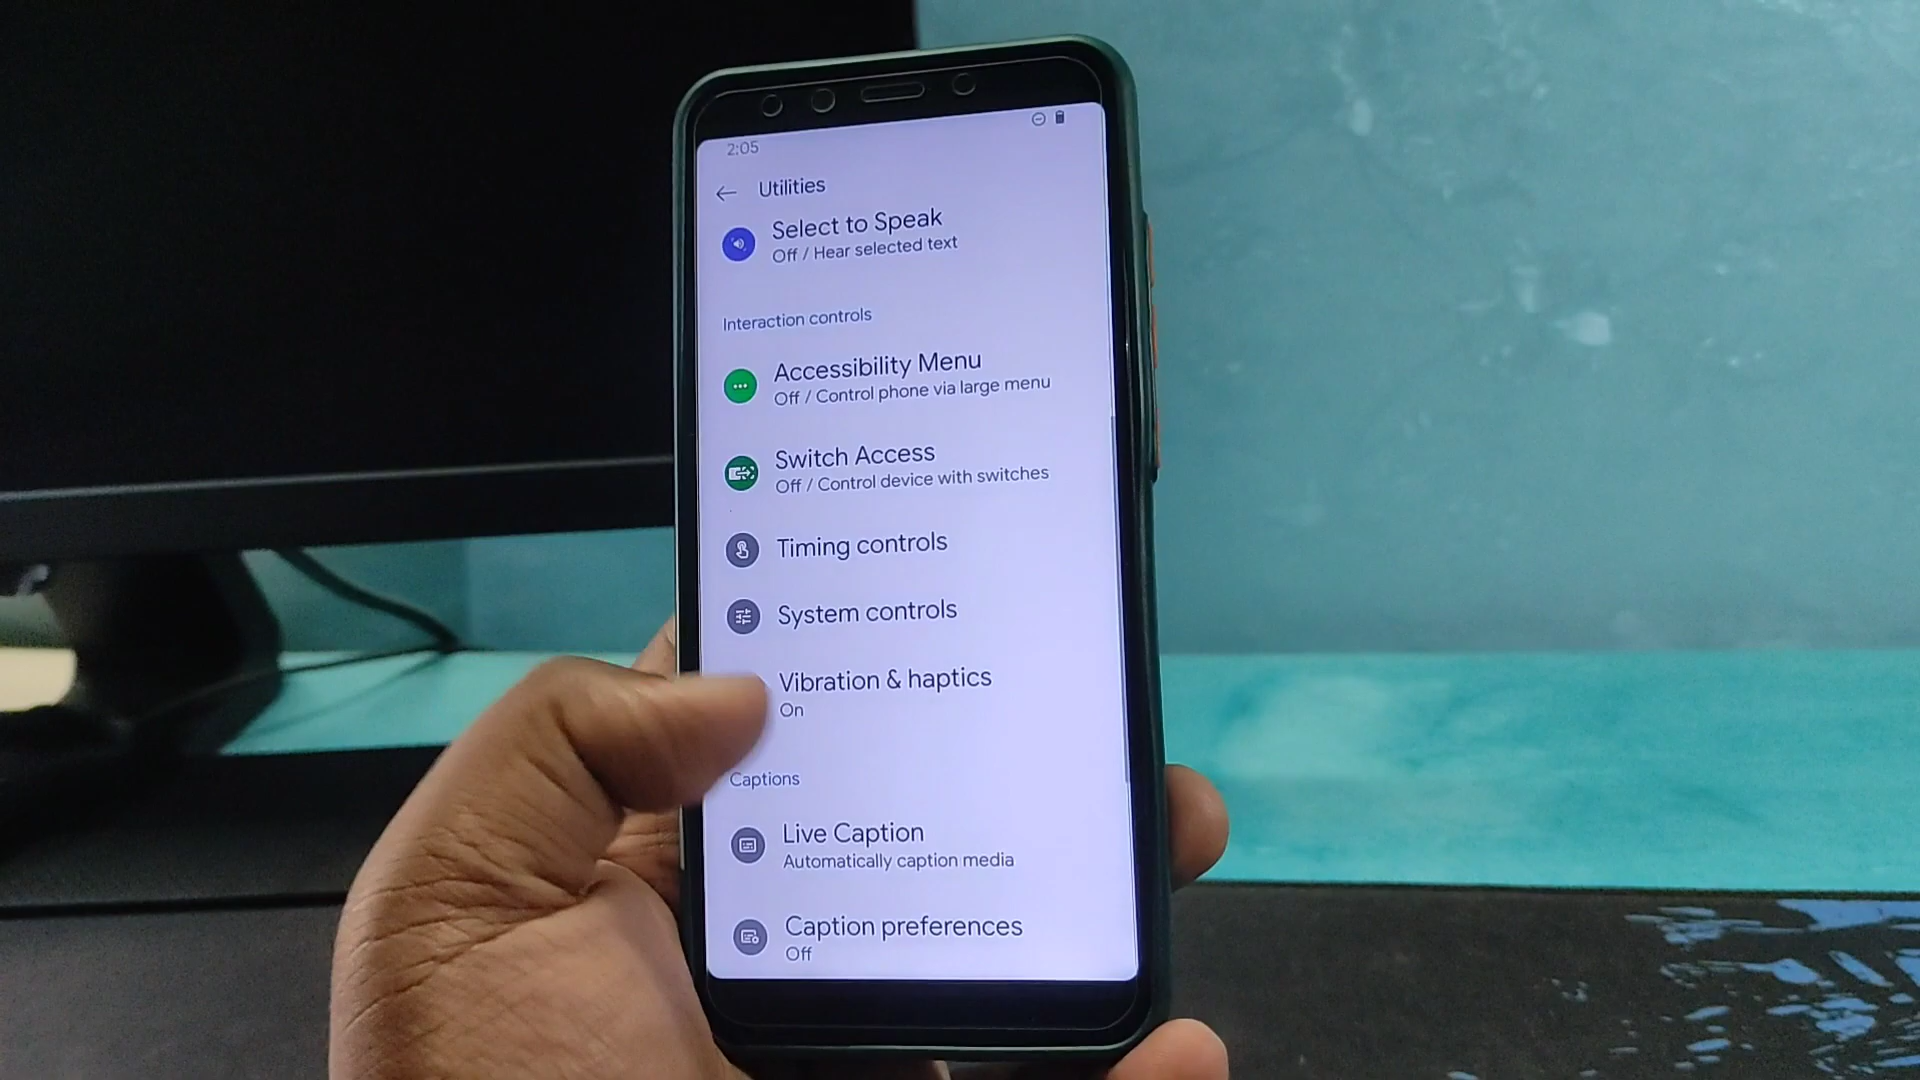 2:05
Utilities
Select to Speak
Off / Hear selected text
Interaction controls
Accessibility Menu
Off / Control phone via large menu
Switch Access
Off / Control device with switches
Timing controls
System controls
Vibration & haptics
On
Captions
Live Caption
Automatically caption media
Caption preferences
Off